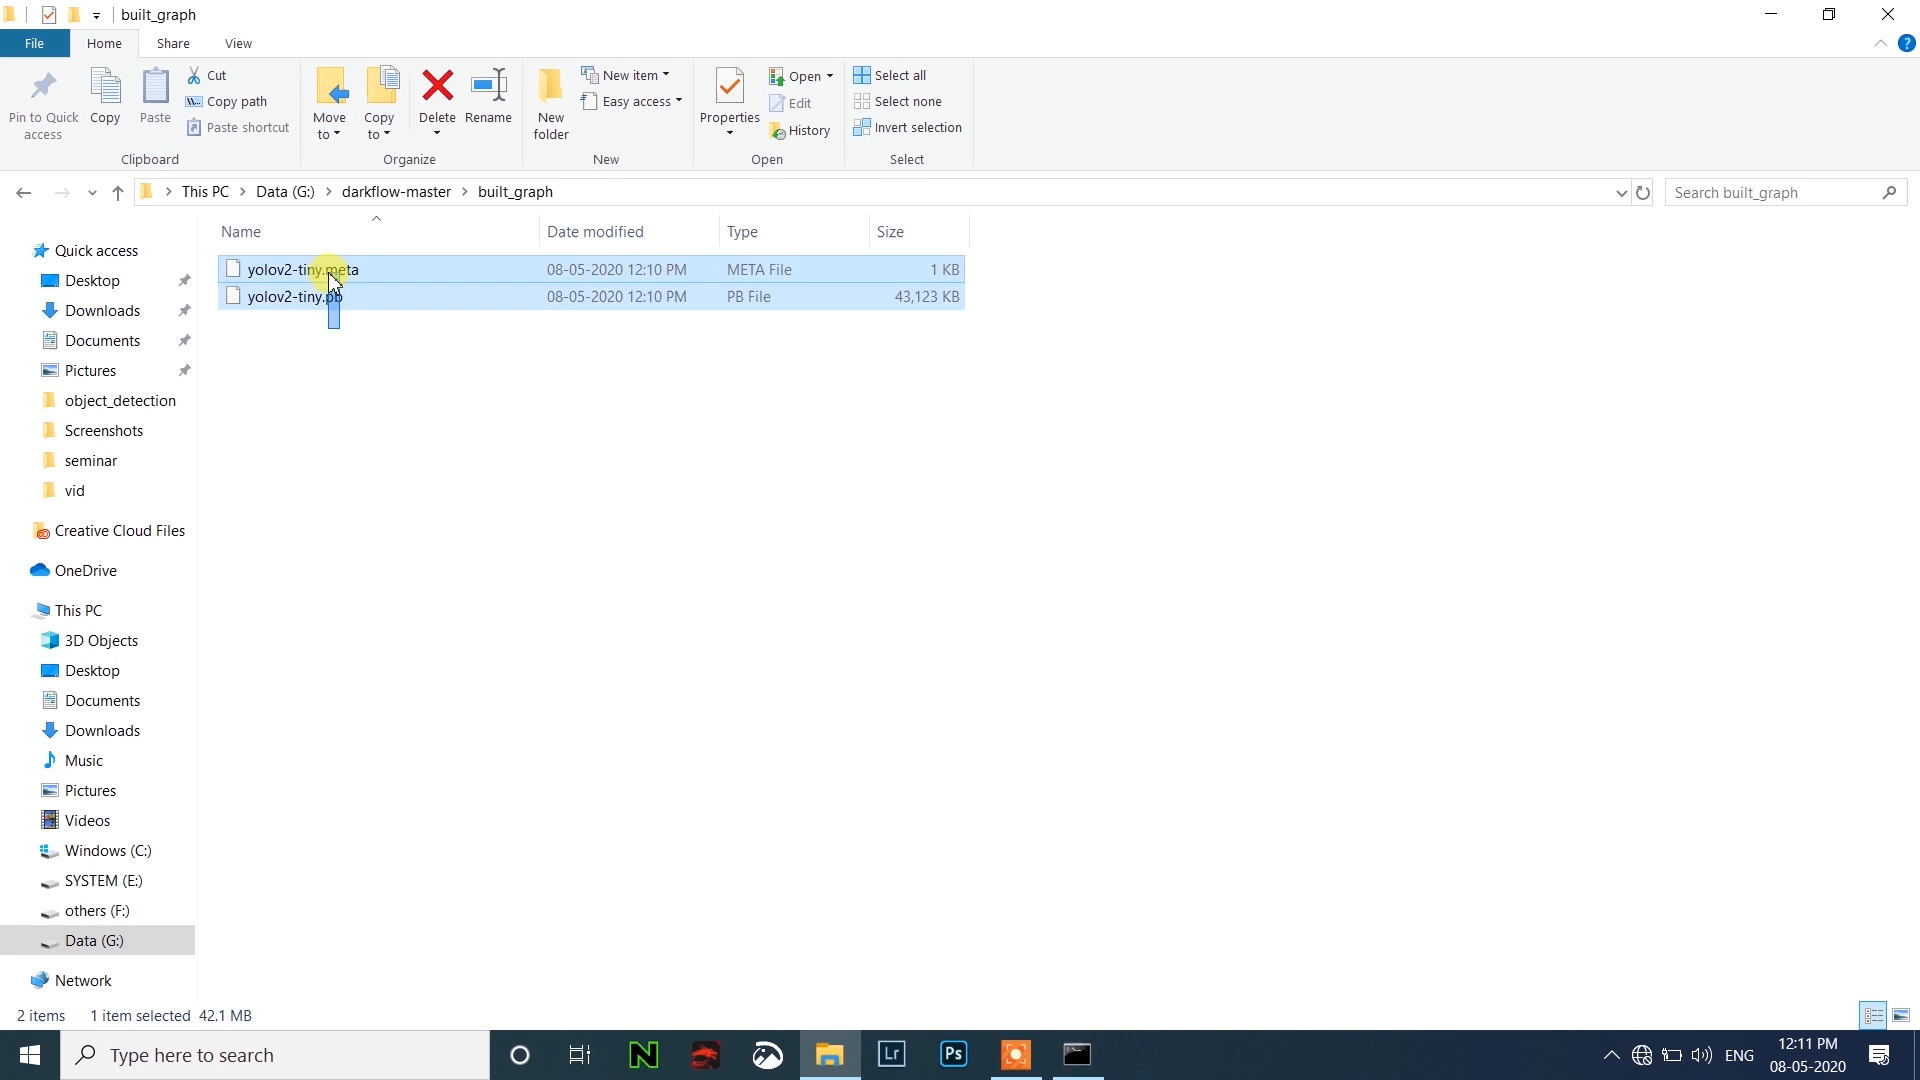 built_graph
File Home Share View
Pin to Quick access
Copy
Paste
Cut
Copy path
Paste shortcut
Clipboard
Move to
Copy to
Delete
Rename
Organize
New folder
New item
Easy access
New
Properties
Open
Edit
History
Open
Select all
Select none
Invert selection
Select
This PC > Data (G:) > darkflow-master > built_graph
Search built_graph
Name Date modified Type Size
yolov2-tiny.meta 08-05-2020 12:10 PM META File 1 KB
yolov2-tiny.pb 08-05-2020 12:10 PM PB File 43,123 KB
Quick access
Desktop
Downloads
Documents
Pictures
object_detection
Screenshots
seminar
vid
Creative Cloud Files
OneDrive
This PC
3D Objects
Desktop
Documents
Downloads
Music
Pictures
Videos
Windows (C:)
SYSTEM (E:)
others (F:)
Data (G:)
Network
2 items 1 item selected 42.1 MB
Type here to search
Lr
Ps
ENG
12:11 PM
08-05-2020